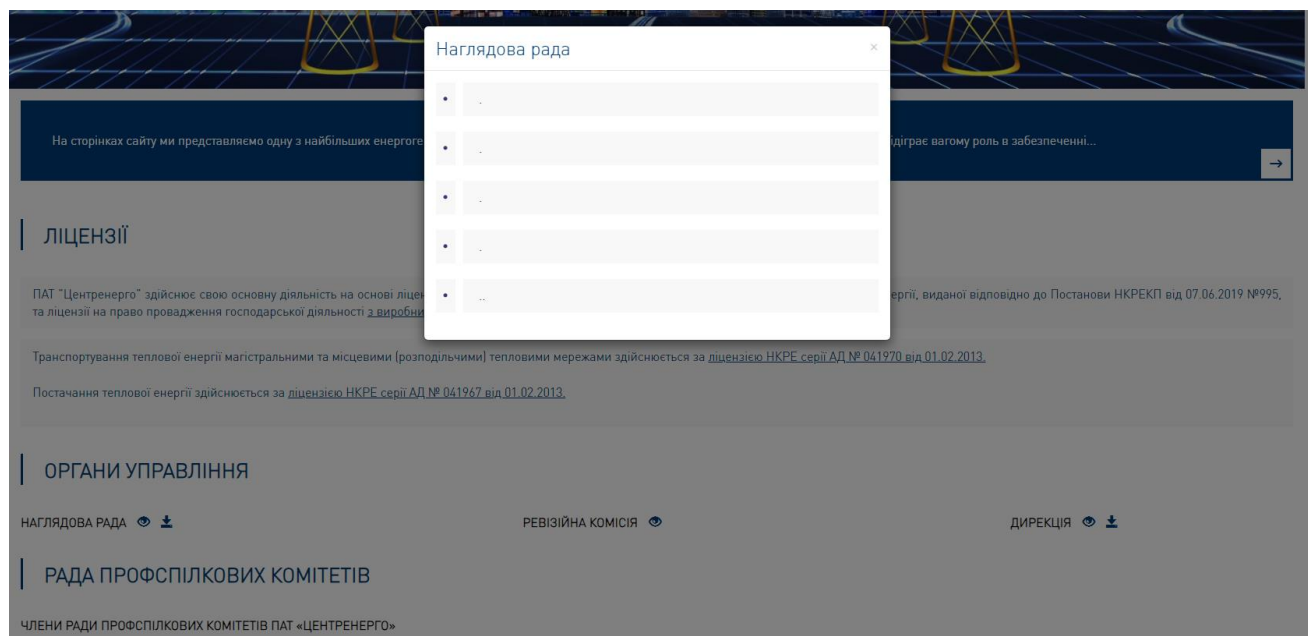 Наглядова рада
×
• .
• .
• .
• .
• ..
На сторінках сайту ми представляємо одну з найбільших енергоге
ідіграє вагому роль в забезпеченні...
→
ЛІЦЕНЗІЇ
ПАТ "Центренерго" здійснює свою основну діяльність на основі ліцен
ергії, виданої відповідно до Постанови НКРЕКП від 07.06.2019 №995,
та ліцензії на право провадження господарської діяльності з виробни
Транспортування теплової енергії магістральними та місцевими (розподільчими) тепловими мережами здійснюється за ліцензією НКРЕ серії АД № 041970 від 01.02.2013.
Постачання теплової енергії здійснюється за ліцензією НКРЕ серії АД № 041967 від 01.02.2013.
ОРГАНИ УПРАВЛІННЯ
НАГЛЯДОВА РАДА
РЕВІЗІЙНА КОМІСІЯ
ДИРЕКЦІЯ
РАДА ПРОФСПІЛКОВИХ КОМІТЕТІВ
ЧЛЕНИ РАДИ ПРОФСПІЛКОВИХ КОМІТЕТІВ ПАТ «ЦЕНТРЕНЕРГО»